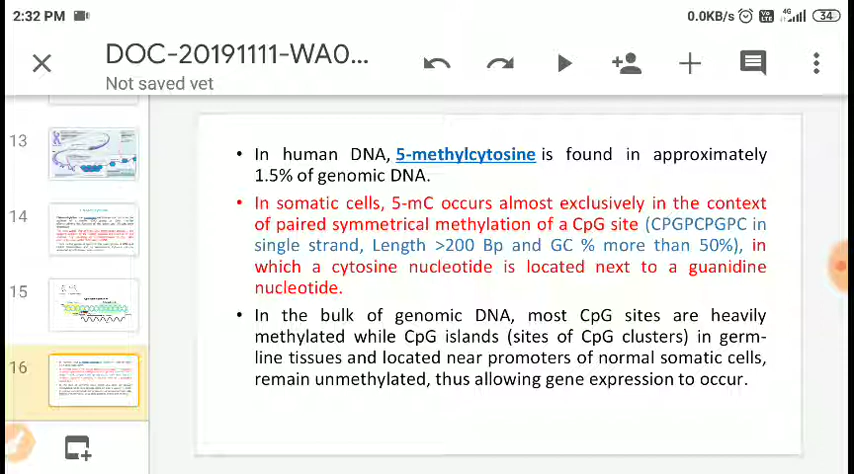 2:32 PM
0.0KB/s
4G
34
DOC-20191111-WA0...
Not saved yet
13
14
15
16
• In human DNA, 5-methylcytosine is found in approximately
1.5% of genomic DNA.
• In somatic cells, 5-mC occurs almost exclusively in the context
of paired symmetrical methylation of a CpG site (CPGPCPGPC in
single strand, Length >200 Bp and GC % more than 50%), in
which a cytosine nucleotide is located next to a guanidine
nucleotide.
• In the bulk of genomic DNA, most CpG sites are heavily
methylated while CpG islands (sites of CpG clusters) in germ-
line tissues and located near promoters of normal somatic cells,
remain unmethylated, thus allowing gene expression to occur.